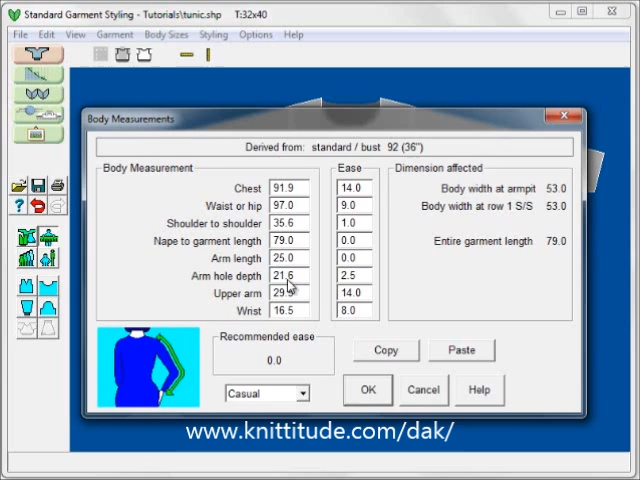 Standard Garment Styling - Tutorials\tunic.shp T:32x40
File Edit View Garment Body Sizes Styling Options Help
Body Measurements
Derived from: standard / bust 92 (36")
Body Measurement Ease Dimension affected
Chest 91.9 14.0 Body width at armpit 53.0
Waist or hip 97.0 9.0 Body width at row 1 S/S 53.0
Shoulder to shoulder 35.6 1.0
Nape to garment length 79.0 0.0 Entire garment length 79.0
Arm length 25.0 0.0
Arm hole depth 21.6 2.5
Upper arm 14.0
Wrist 16.5 8.0
Recommended ease
0.0
Copy Paste
Casual
OK Cancel Help
www.knittitude.com/dak/